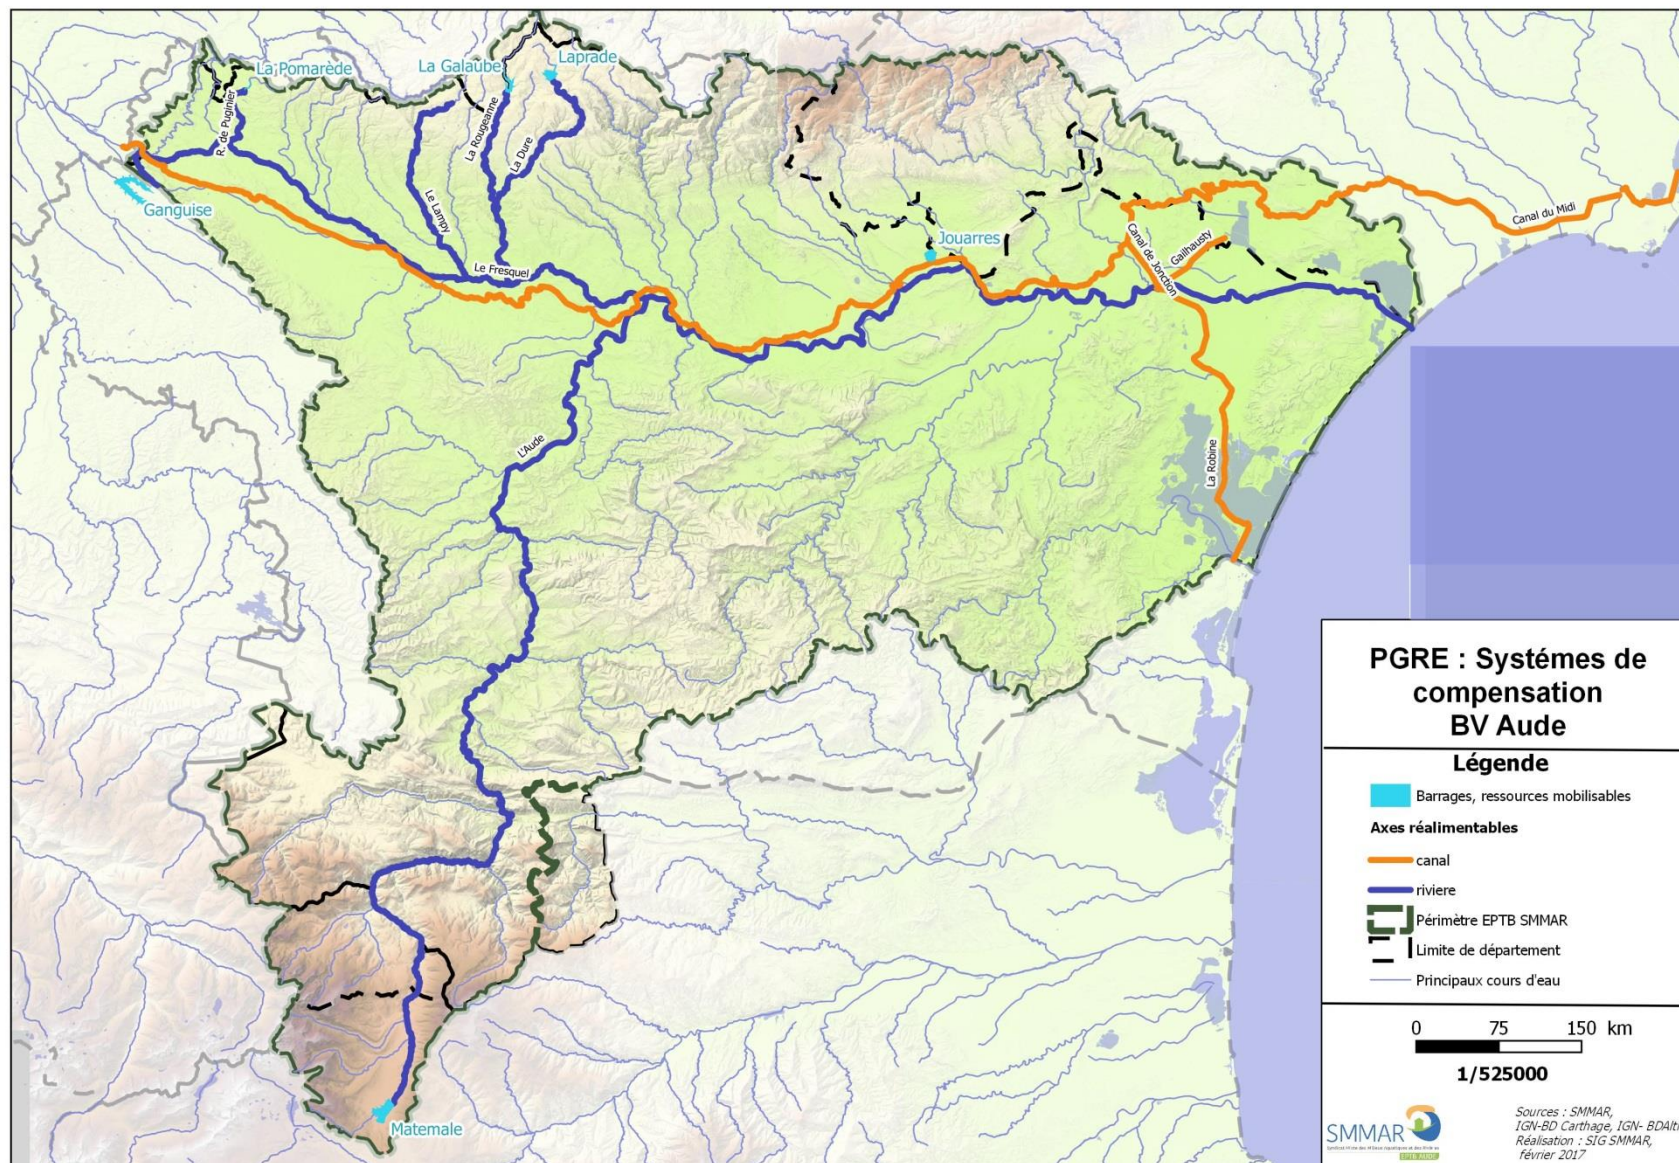 La Pomarède
La Galaube
Laprade
R. de Puginier
La Rougeanne
La Dure
Ganguise
Le Lampy
Le Fresquel
Jouarres
Canal du Midi
Canal de Jonction
Gailhausty
L'Aude
La Robine
Matemale
PGRE : Systémes de
compensation
BV Aude
Légende
Barrages, ressources mobilisables
Axes réalimentables
canal
riviere
Périmètre EPTB SMMAR
Limite de département
Principaux cours d'eau
0 75 150 km
1/525000
SMMAR
EPTB AUDE
Sources : SMMAR,
IGN-BD Carthage, IGN- BDAlti
Réalisation : SIG SMMAR,
février 2017